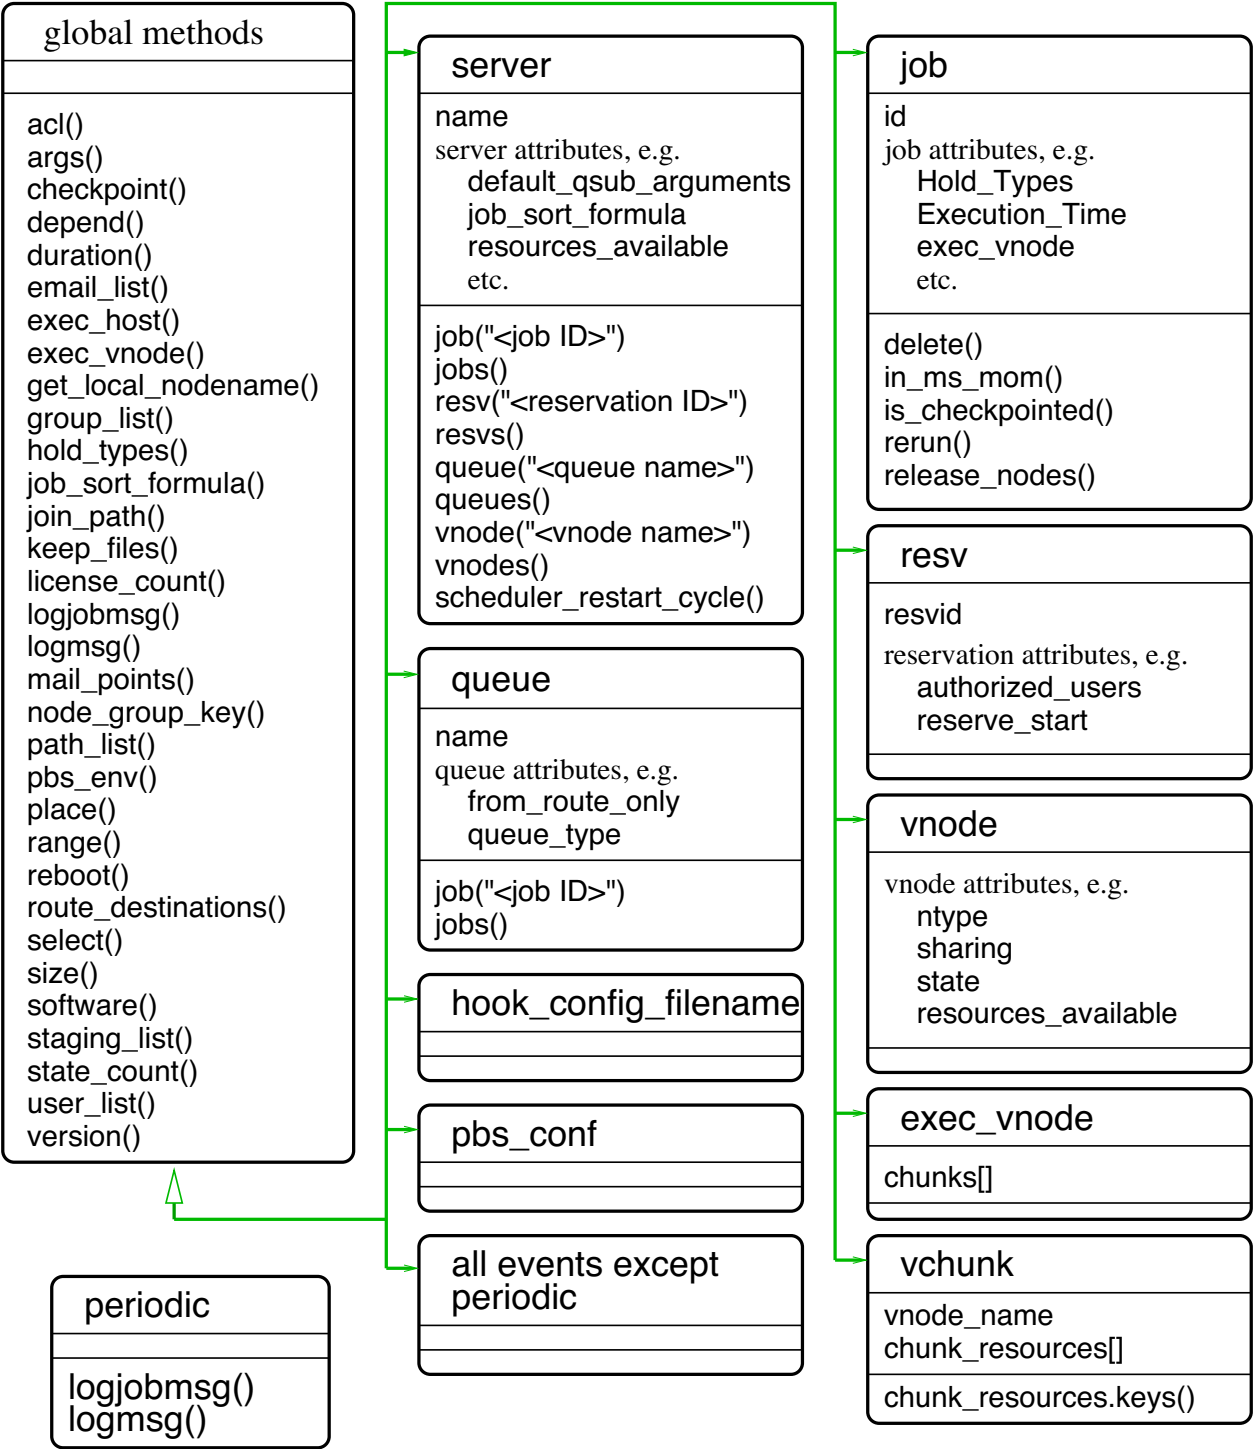 global methods
acl()
args()
checkpoint()
depend()
duration()
email_list()
exec_host()
exec_vnode()
get_local_nodename()
group_list()
hold_types()
job_sort_formula()
join_path()
keep_files()
license_count()
logjobmsg()
logmsg()
mail_points()
node_group_key()
path_list()
pbs_env()
place()
range()
reboot()
route_destinations()
select()
size()
software()
staging_list()
state_count()
user_list()
version()
periodic
logjobmsg()
logmsg()
server
name
server attributes, e.g.
default_qsub_arguments
job_sort_formula
resources_available
etc.
job("<job ID>")
jobs()
resv("<reservation ID>")
resvs()
queue("<queue name>")
queues()
vnode("<vnode name>")
vnodes()
scheduler_restart_cycle()
queue
name
queue attributes, e.g.
from_route_only
queue_type
job("<job ID>")
jobs()
hook_config_filename
pbs_conf
all events except
periodic
job
id
job attributes, e.g.
Hold_Types
Execution_Time
exec_vnode
etc.
delete()
in_ms_mom()
is_checkpointed()
rerun()
release_nodes()
resv
resvid
reservation attributes, e.g.
authorized_users
reserve_start
vnode
vnode attributes, e.g.
ntype
sharing
state
resources_available
exec_vnode
chunks[]
vchunk
vnode_name
chunk_resources[]
chunk_resources.keys()